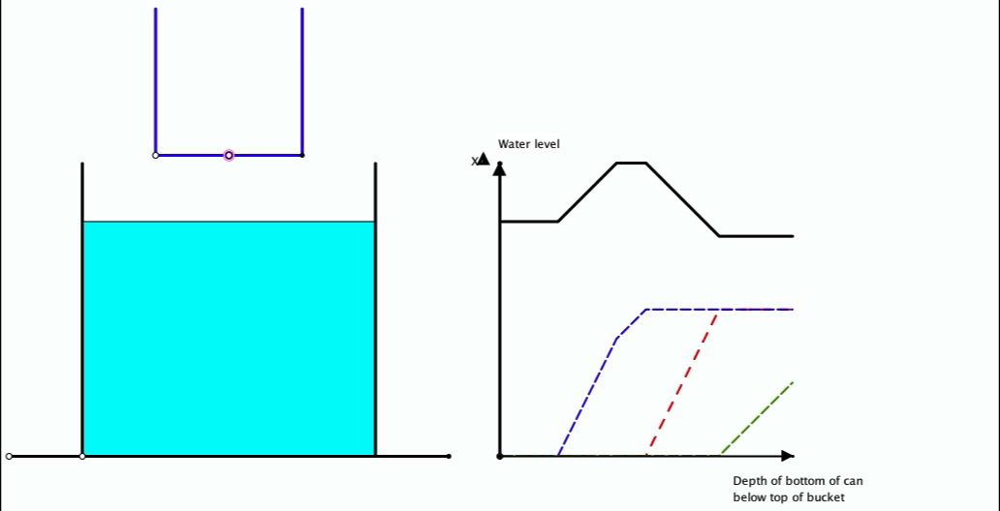 Water level
x
Depth of bottom of can
below top of bucket